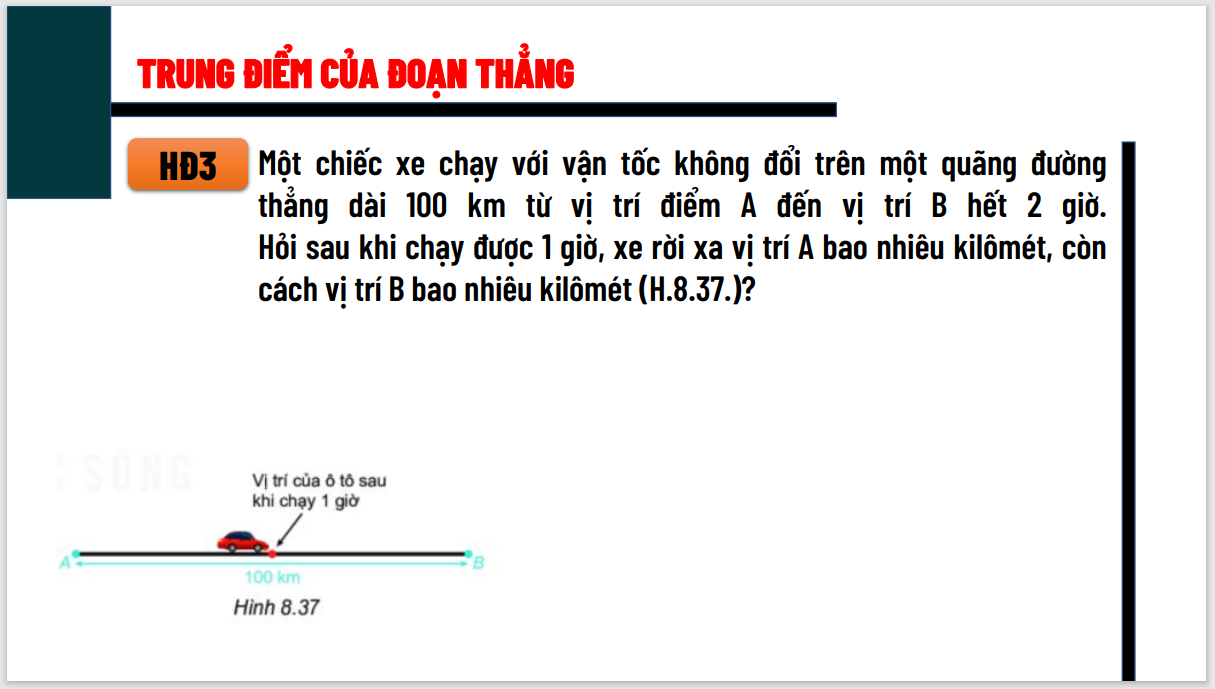 TRUNG ĐIỂM CỦA ĐOẠN THẲNG
HĐ3
Một chiếc xe chạy với vận tốc không đổi trên một quãng đường
thẳng dài 100 km từ vị trí điểm A đến vị trí B hết 2 giờ.
Hỏi sau khi chạy được 1 giờ, xe rời xa vị trí A bao nhiêu kilômét, còn
cách vị trí B bao nhiêu kilômét (H.8.37.)?
SỐNG
Vị trí của ô tô sau
khi chạy 1 giờ
A
B
100 km
Hình 8.37